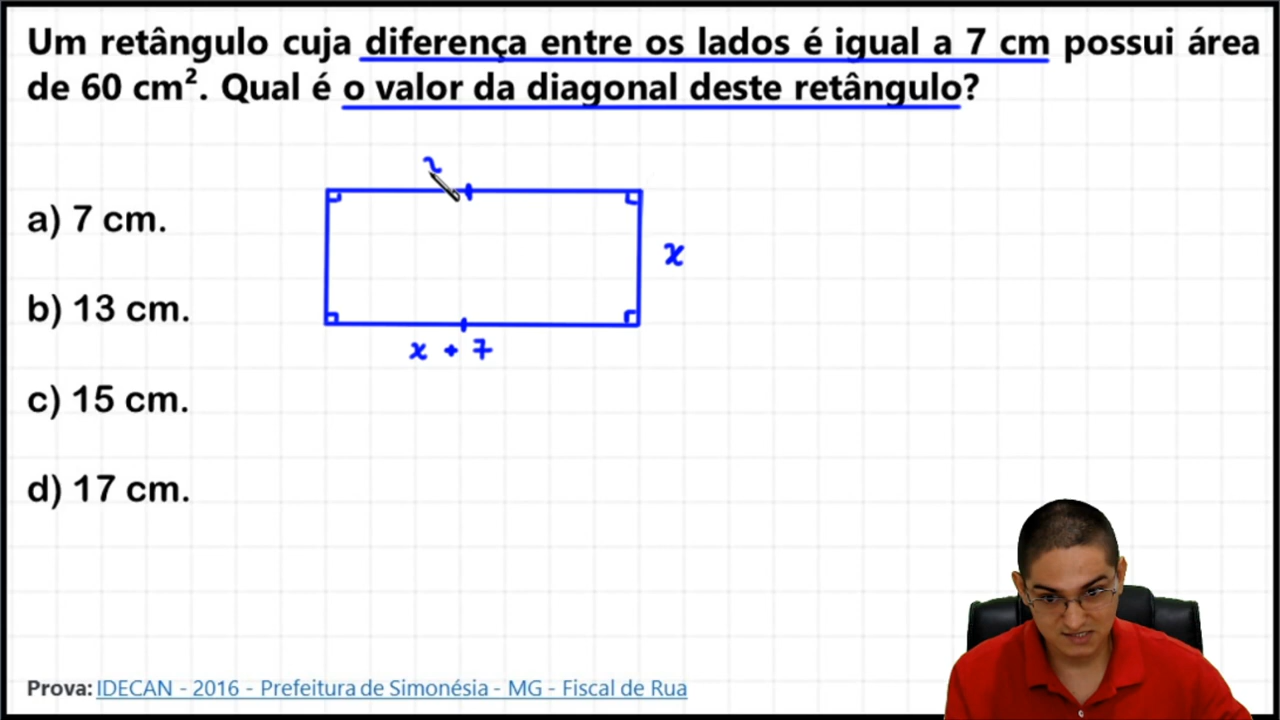 Um retângulo cuja diferença entre os lados é igual a 7 cm possui área
de 60 cm². Qual é o valor da diagonal deste retângulo?
a) 7 cm.
x
b) 13 cm.
x + 7
c) 15 cm.
d) 17 cm.
Prova: IDECAN - 2016 - Prefeitura de Simonésia - MG - Fiscal de Rua